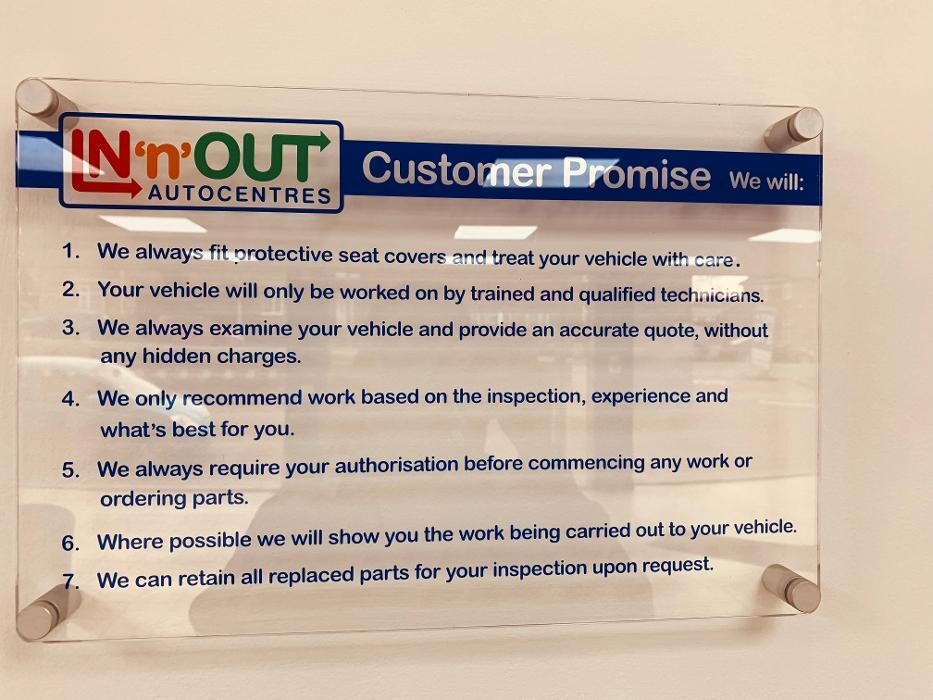 IN 'n' OUT
AUTOCENTRES
Customer Promise We will:
1. We always fit protective seat covers and treat your vehicle with care.
2. Your vehicle will only be worked on by trained and qualified technicians.
3. We always examine your vehicle and provide an accurate quote, without
any hidden charges.
4. We only recommend work based on the inspection, experience and
what's best for you.
5. We always require your authorisation before commencing any work or
ordering parts.
6. Where possible we will show you the work being carried out to your vehicle.
7. We can retain all replaced parts for your inspection upon request.